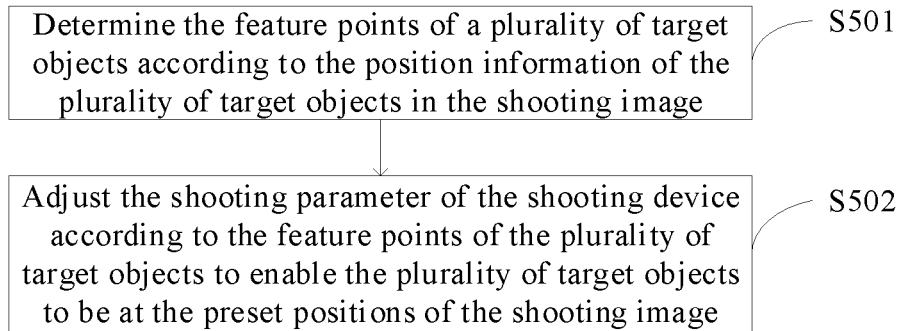 Determine the feature points of a plurality of target
objects according to the position information of the
plurality of target objects in the shooting image
S501
Adjust the shooting parameter of the shooting device
according to the feature points of the plurality of
target objects to enable the plurality of target objects
to be at the preset positions of the shooting image
S502